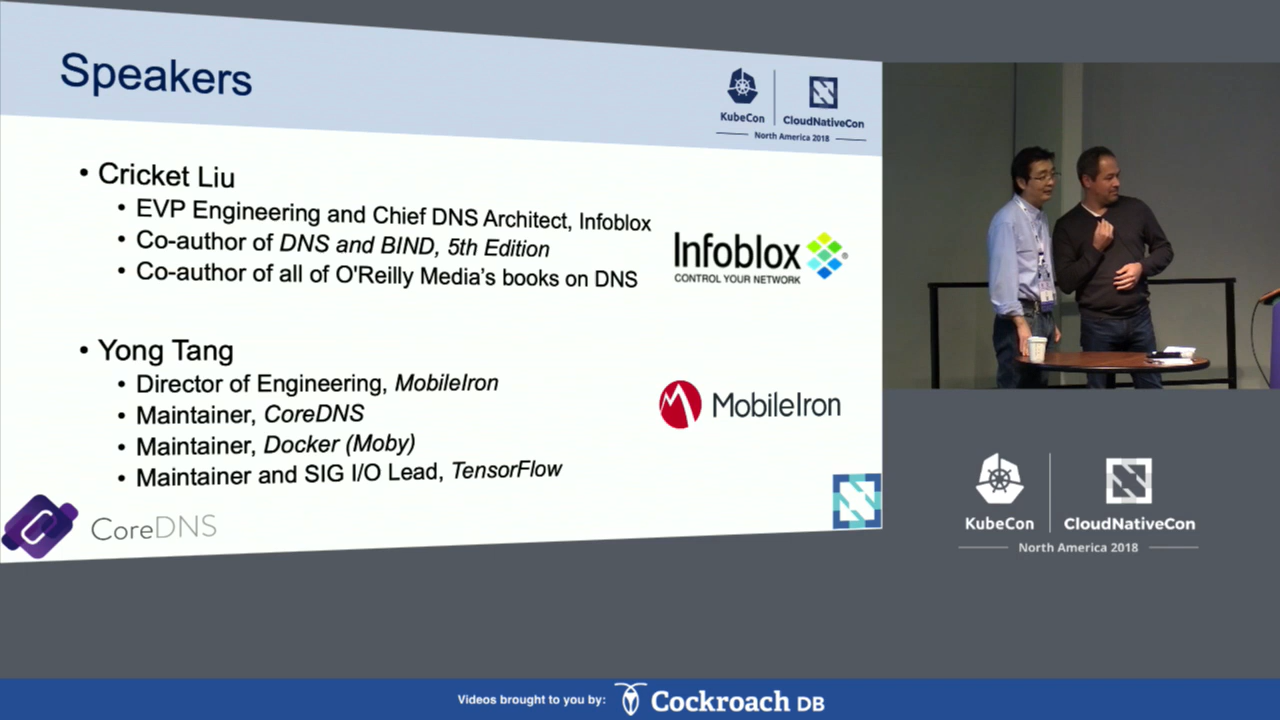 Speakers
KubeCon
CloudNativeCon
North America 2018
• Cricket Liu
• EVP Engineering and Chief DNS Architect, Infoblox
• Co-author of DNS and BIND, 5th Edition
• Co-author of all of O'Reilly Media's books on DNS
Infoblox
CONTROL YOUR NETWORK
• Yong Tang
• Director of Engineering, MobileIron
• Maintainer, CoreDNS
• Maintainer, Docker (Moby)
• Maintainer and SIG I/O Lead, TensorFlow
MobileIron
CoreDNS
KubeCon
CloudNativeCon
North America 2018
Videos brought to you by:
Cockroach DB